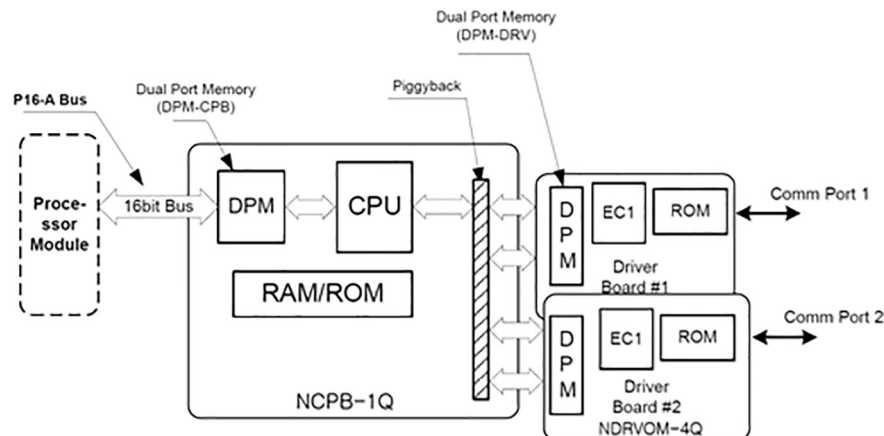 Dual Port Memory
(DPM-DRV)
P16-A Bus
Dual Port Memory
(DPM-CPB)
Piggyback
Proce-
ssor
Module
16bit Bus
DPM
CPU
RAM/ROM
NCPB-1Q
D
P
M
EC1
ROM
Driver
Board #1
Comm Port 1
D
P
M
EC1
ROM
Driver
Board #2
NDRVOM-4Q
Comm Port 2